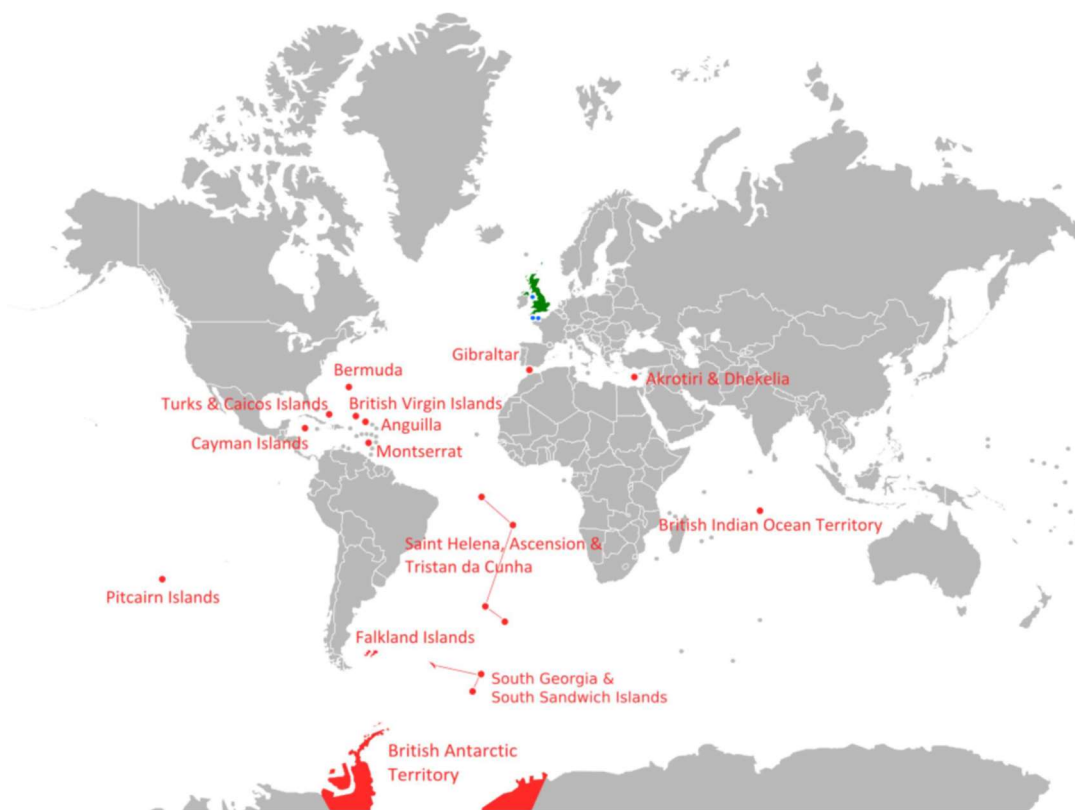 Gibraltar
Bermuda
Akrotiri & Dhekelia
Turks & Caicos Islands
British Virgin Islands
Anguilla
Cayman Islands
Montserrat
British Indian Ocean Territory
Saint Helena, Ascension &
Tristan da Cunha
Pitcairn Islands
Falkland Islands
South Georgia &
South Sandwich Islands
British Antarctic
Territory